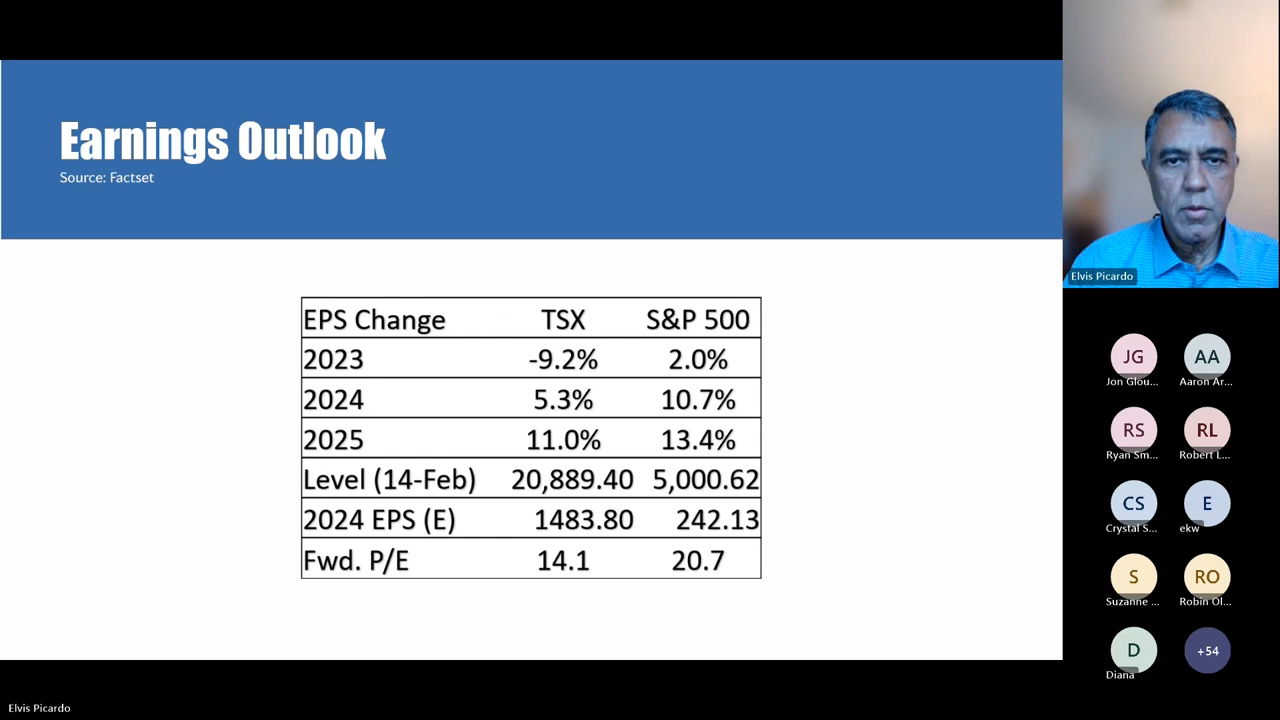 Earnings Outlook
Source: Factset
EPS Change TSX S&P 500
2023 -9.2% 2.0%
2024 5.3% 10.7%
2025 11.0% 13.4%
Level (14-Feb) 20,889.40 5,000.62
2024 EPS (E) 1483.80 242.13
Fwd. P/E 14.1 20.7
Elvis Picardo
JG AA
Jon Glou... Aaron Ar...
RS RL
Ryan Sm... Robert L...
CS E
Crystal S... ekw
S RO
Suzanne ... Robin Ol...
D +54
Diana
Elvis Picardo